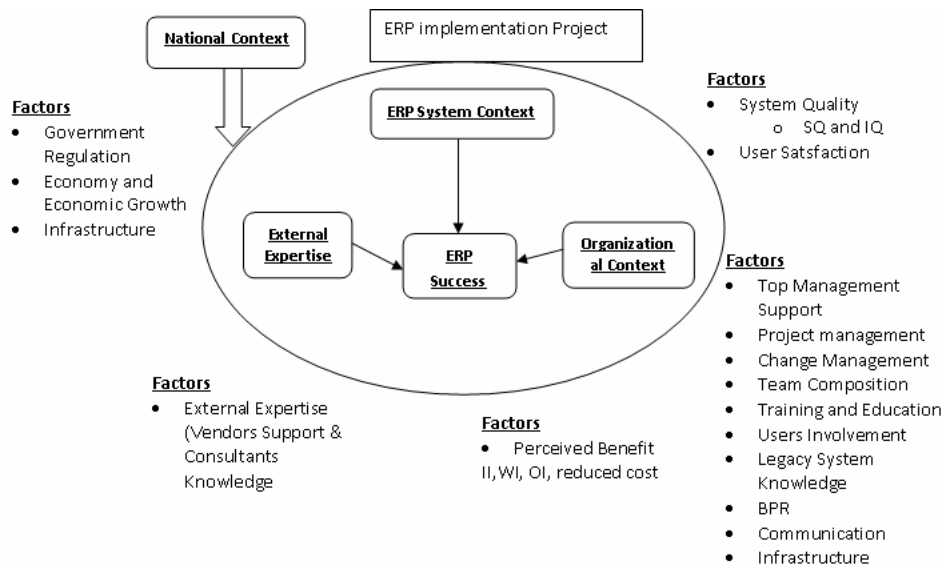 National Context
ERP implementation Project
Factors
• Government
Regulation
• Economy and
Economic Growth
• Infrastructure
ERP System Context
Factors
• System Quality
o SQ and IQ
• User Satsfaction
External
Expertise
ERP
Success
Organization
al Context
Factors
• Top Management
Support
• Project management
• Change Management
• Team Composition
• Training and Education
• Users Involvement
• Legacy System
Knowledge
• BPR
• Communication
• Infrastructure
Factors
• External Expertise
(Vendors Support &
Consultants
Knowledge
Factors
• Perceived Benefit
II, WI, OI, reduced cost